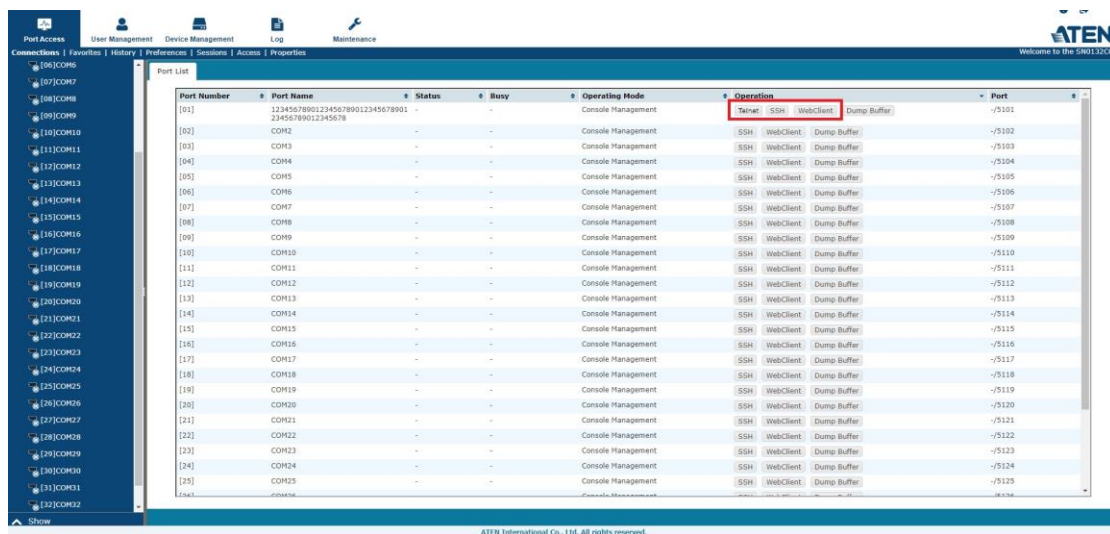 Port Access User Management Device Management Log Maintenance
ATEN
Connections | Favorites | History | Preferences | Sessions | Access | Properties
Welcome to the SN0132C
[06]COM6
[07]COM7
[08]COM8
[09]COM9
[10]COM10
[11]COM11
[12]COM12
[13]COM13
[14]COM14
[15]COM15
[16]COM16
[17]COM17
[18]COM18
[19]COM19
[20]COM20
[21]COM21
[22]COM22
[23]COM23
[24]COM24
[25]COM25
[26]COM26
[27]COM27
[28]COM28
[29]COM29
[30]COM30
[31]COM31
[32]COM32
Show
Port List
Port Number Port Name Status Busy Operating Mode Operation Port
[01] 1234567890123456789012345678901 - - Console Management Telnet SSH WebClient Dump Buffer -/5101
23456789012345678
[02] COM2 - - Console Management SSH WebClient Dump Buffer -/5102
[03] COM3 - - Console Management SSH WebClient Dump Buffer -/5103
[04] COM4 - - Console Management SSH WebClient Dump Buffer -/5104
[05] COM5 - - Console Management SSH WebClient Dump Buffer -/5105
[06] COM6 - - Console Management SSH WebClient Dump Buffer -/5106
[07] COM7 - - Console Management SSH WebClient Dump Buffer -/5107
[08] COM8 - - Console Management SSH WebClient Dump Buffer -/5108
[09] COM9 - - Console Management SSH WebClient Dump Buffer -/5109
[10] COM10 - - Console Management SSH WebClient Dump Buffer -/5110
[11] COM11 - - Console Management SSH WebClient Dump Buffer -/5111
[12] COM12 - - Console Management SSH WebClient Dump Buffer -/5112
[13] COM13 - - Console Management SSH WebClient Dump Buffer -/5113
[14] COM14 - - Console Management SSH WebClient Dump Buffer -/5114
[15] COM15 - - Console Management SSH WebClient Dump Buffer -/5115
[16] COM16 - - Console Management SSH WebClient Dump Buffer -/5116
[17] COM17 - - Console Management SSH WebClient Dump Buffer -/5117
[18] COM18 - - Console Management SSH WebClient Dump Buffer -/5118
[19] COM19 - - Console Management SSH WebClient Dump Buffer -/5119
[20] COM20 - - Console Management SSH WebClient Dump Buffer -/5120
[21] COM21 - - Console Management SSH WebClient Dump Buffer -/5121
[22] COM22 - - Console Management SSH WebClient Dump Buffer -/5122
[23] COM23 - - Console Management SSH WebClient Dump Buffer -/5123
[24] COM24 - - Console Management SSH WebClient Dump Buffer -/5124
[25] COM25 - - Console Management SSH WebClient Dump Buffer -/5125
ATEN International Co., Ltd. All rights reserved.